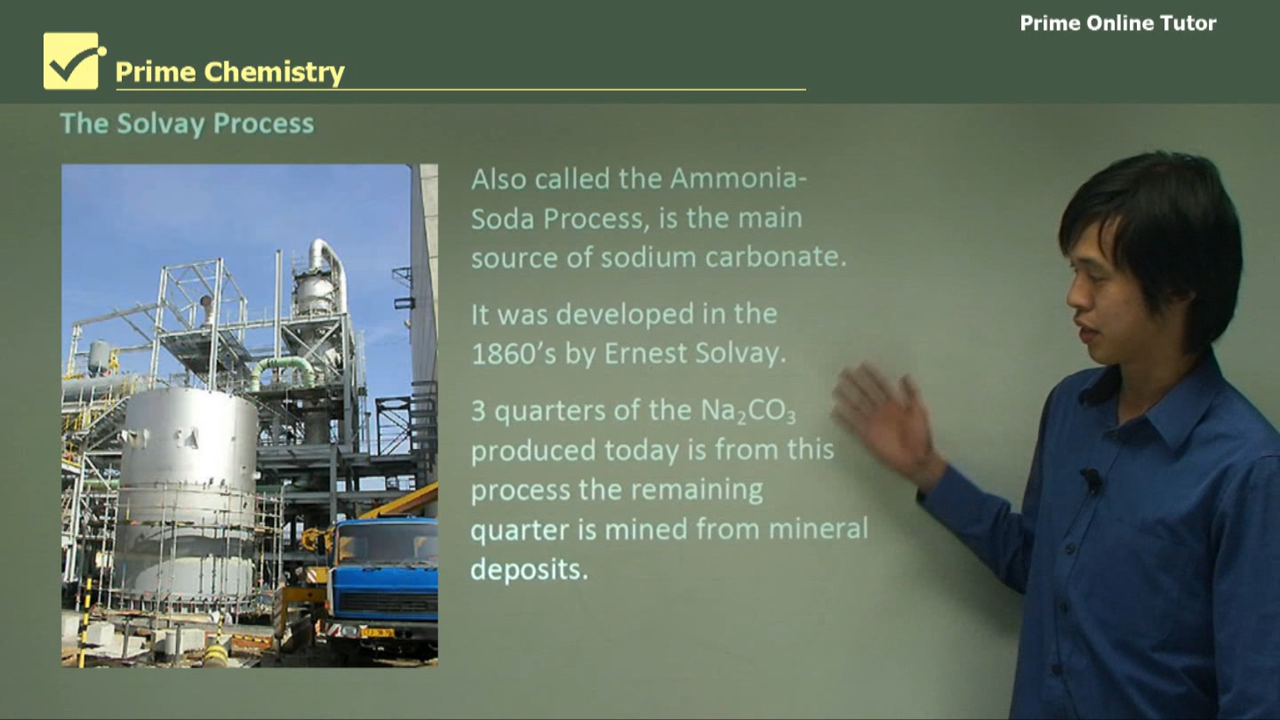 Prime Online Tutor
Prime Chemistry
The Solvay Process
Also called the Ammonia-
Soda Process, is the main
source of sodium carbonate.
It was developed in the
1860’s by Ernest Solvay.
3 quarters of the Na₂CO₃
produced today is from this
process the remaining
quarter is mined from mineral
deposits.